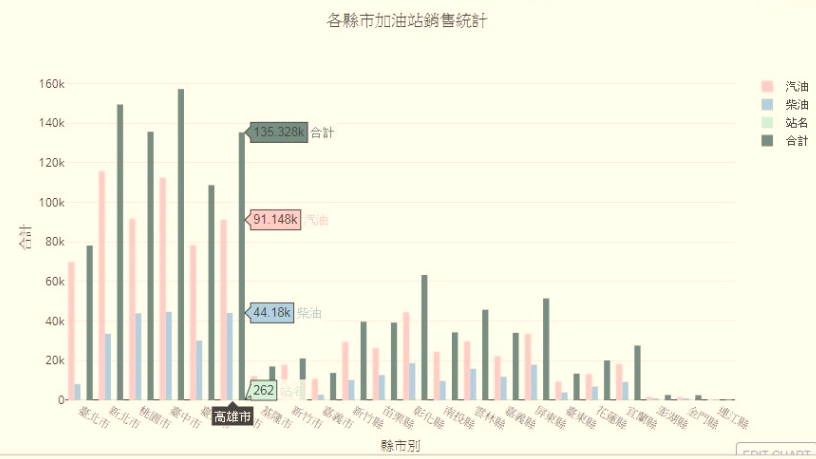 各縣市加油站銷售統計
汽油
柴油
站名
合計
160k
140k
120k
100k
80k
60k
40k
20k
0
合計
135.328k 合計
91.148k 汽油
44.18k 柴油
262 站名
臺北市 新北市 桃園市 臺中市 高雄市 基隆市 新竹市 嘉義市 新竹縣 苗栗縣 彰化縣 南投縣 雲林縣 嘉義縣 屏東縣 臺東縣 花蓮縣 宜蘭縣 澎湖縣 金門縣 連江縣
縣市別
EDIT CHART